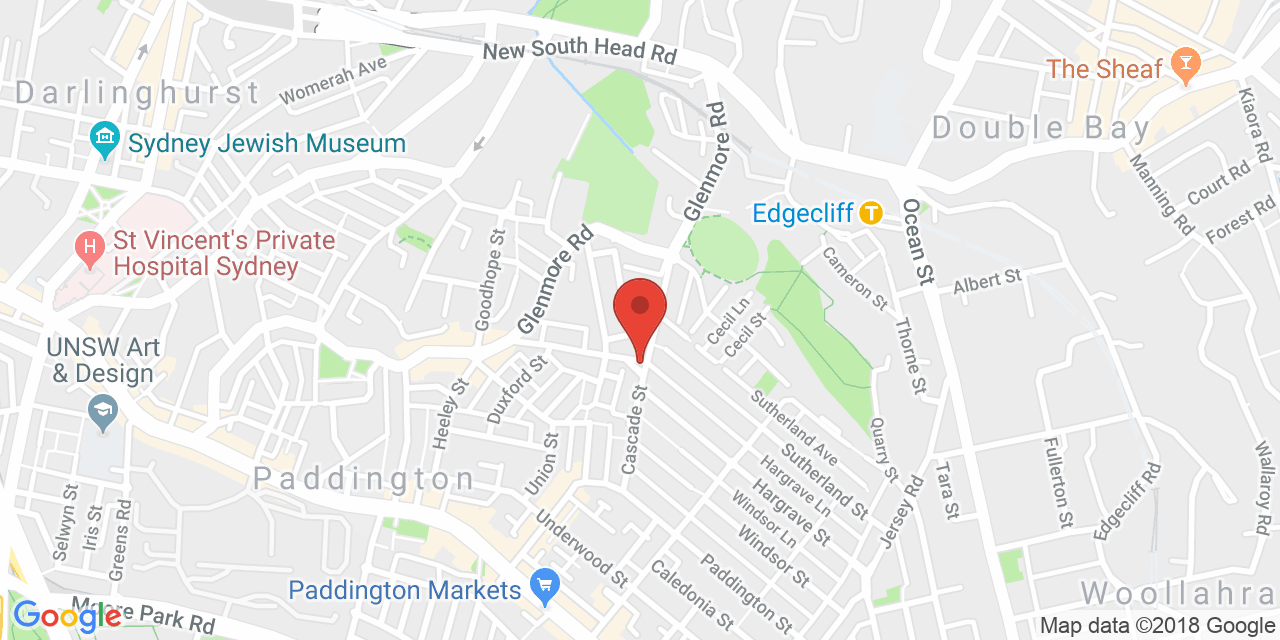 New South Head Rd
The Sheaf
Darlinghurst
Womerah Ave
Kiaora Rd
Sydney Jewish Museum
Glenmore Rd
Double Bay
Manning Rd
Court Rd
Forest Rd
Edgecliff
T
Ocean St
H
St Vincent's Private
Hospital Sydney
Goodhope St
Glenmore Rd
Cameron St
Albert St
Cecil Ln
Cecil St
Thorne St
UNSW Art
& Design
Duxford St
Heeley St
Cascade St
Sutherland Ave
Quarry St
Union St
Sutherland St
Hargrave Ln
Hargrave St
Windsor Ln
Windsor St
Paddington
Jersey Rd
Tara St
Fullerton St
Edgecliff Rd
Wallaroy Rd
Selwyn St
Iris St
Greens Rd
Underwood St
Caledonia St
Paddington St
Paddington Markets
Woollahra
Moore Park Rd
Google
Map data ©2018 Google